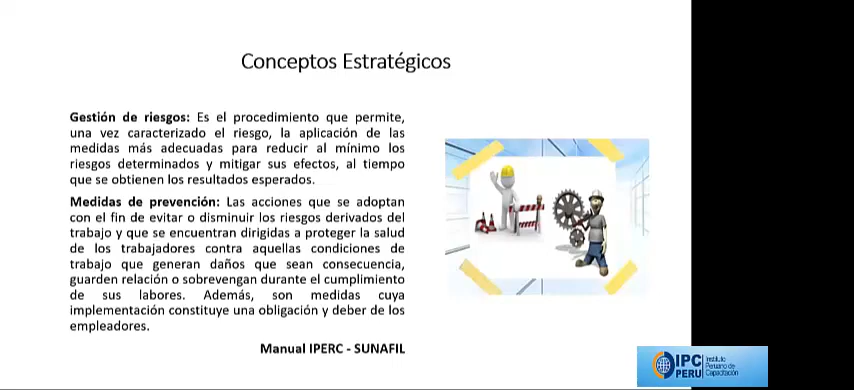 Conceptos Estratégicos
Gestión de riesgos: Es el procedimiento que permite,
una vez caracterizado el riesgo, la aplicación de las
medidas más adecuadas para reducir al mínimo los
riesgos determinados y mitigar sus efectos, al tiempo
que se obtienen los resultados esperados.
Medidas de prevención: Las acciones que se adoptan
con el fin de evitar o disminuir los riesgos derivados del
trabajo y que se encuentran dirigidas a proteger la salud
de los trabajadores contra aquellas condiciones de
trabajo que generan daños que sean consecuencia,
guarden relación o sobrevengan durante el cumplimiento
de sus labores. Además, son medidas cuya
implementación constituye una obligación y deber de los
empleadores.
Manual IPERC - SUNAFIL
IPC
PERU
Instituto
Peruano de
Capacitación